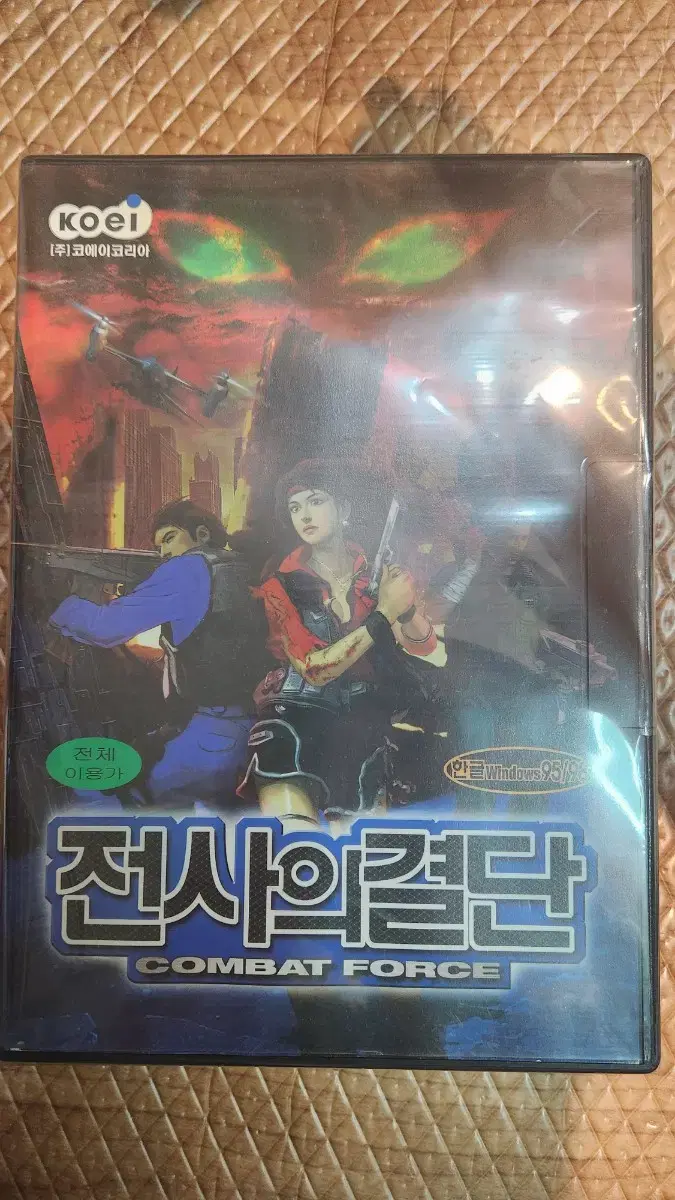 KOEI
(주)코에이코리아
전체
이용가
한글Windows95/98
전사의결단
COMBAT FORCE